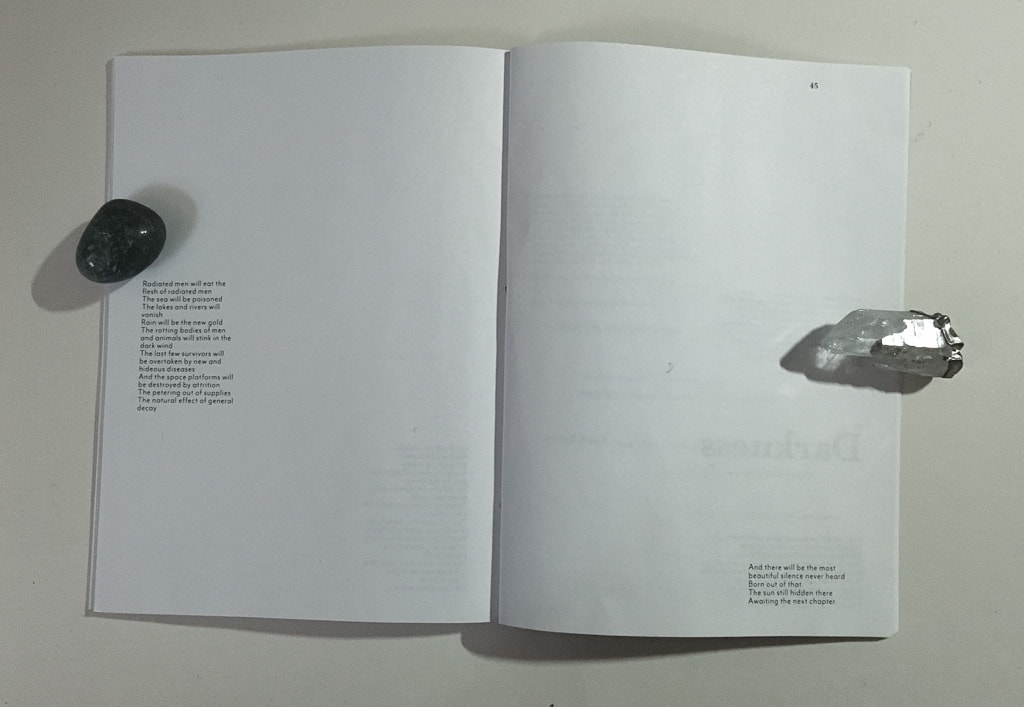 Radiated men will eat the
flesh of radiated men
The sea will be poisoned
The lakes and rivers will
vanish
Rain will be the new gold
The rotting bodies of men
and animals will stink in the
dark wind
The last few survivors will
be overtaken by new and
hideous diseases
And the space platforms will
be destroyed by attrition
The petering out of supplies
The natural effect of general
decay
45
Darkness
And there will be the most
beautiful silence never heard
Born out of that.
The sun still hidden there
Awaiting the next chapter.